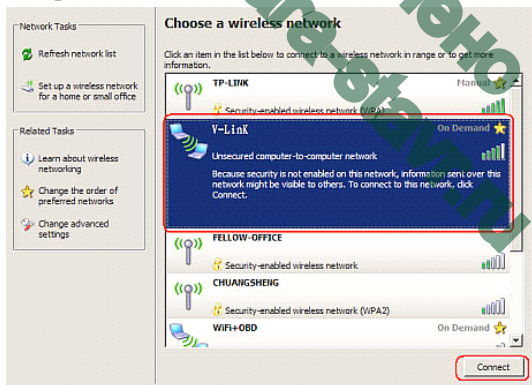 Network Tasks
Refresh network list
Set up a wireless network
for a home or small office
Related Tasks
Learn about wireless
networking
Change the order of
preferred networks
Change advanced
settings
Choose a wireless network
Click an item in the list below to connect to a wireless network in range or to get more
information.
TP-LINK
Manual
Security-enabled wireless network (WPA)
V-LinK
On Demand
Unsecured computer-to-computer network
Because security is not enabled on this network, information sent over this
network might be visible to others. To connect to this network, click
Connect.
FELLOW-OFFICE
Security-enabled wireless network
CHUANGSHENG
Security-enabled wireless network (WPA2)
WiFi+OBD
On Demand
Connect